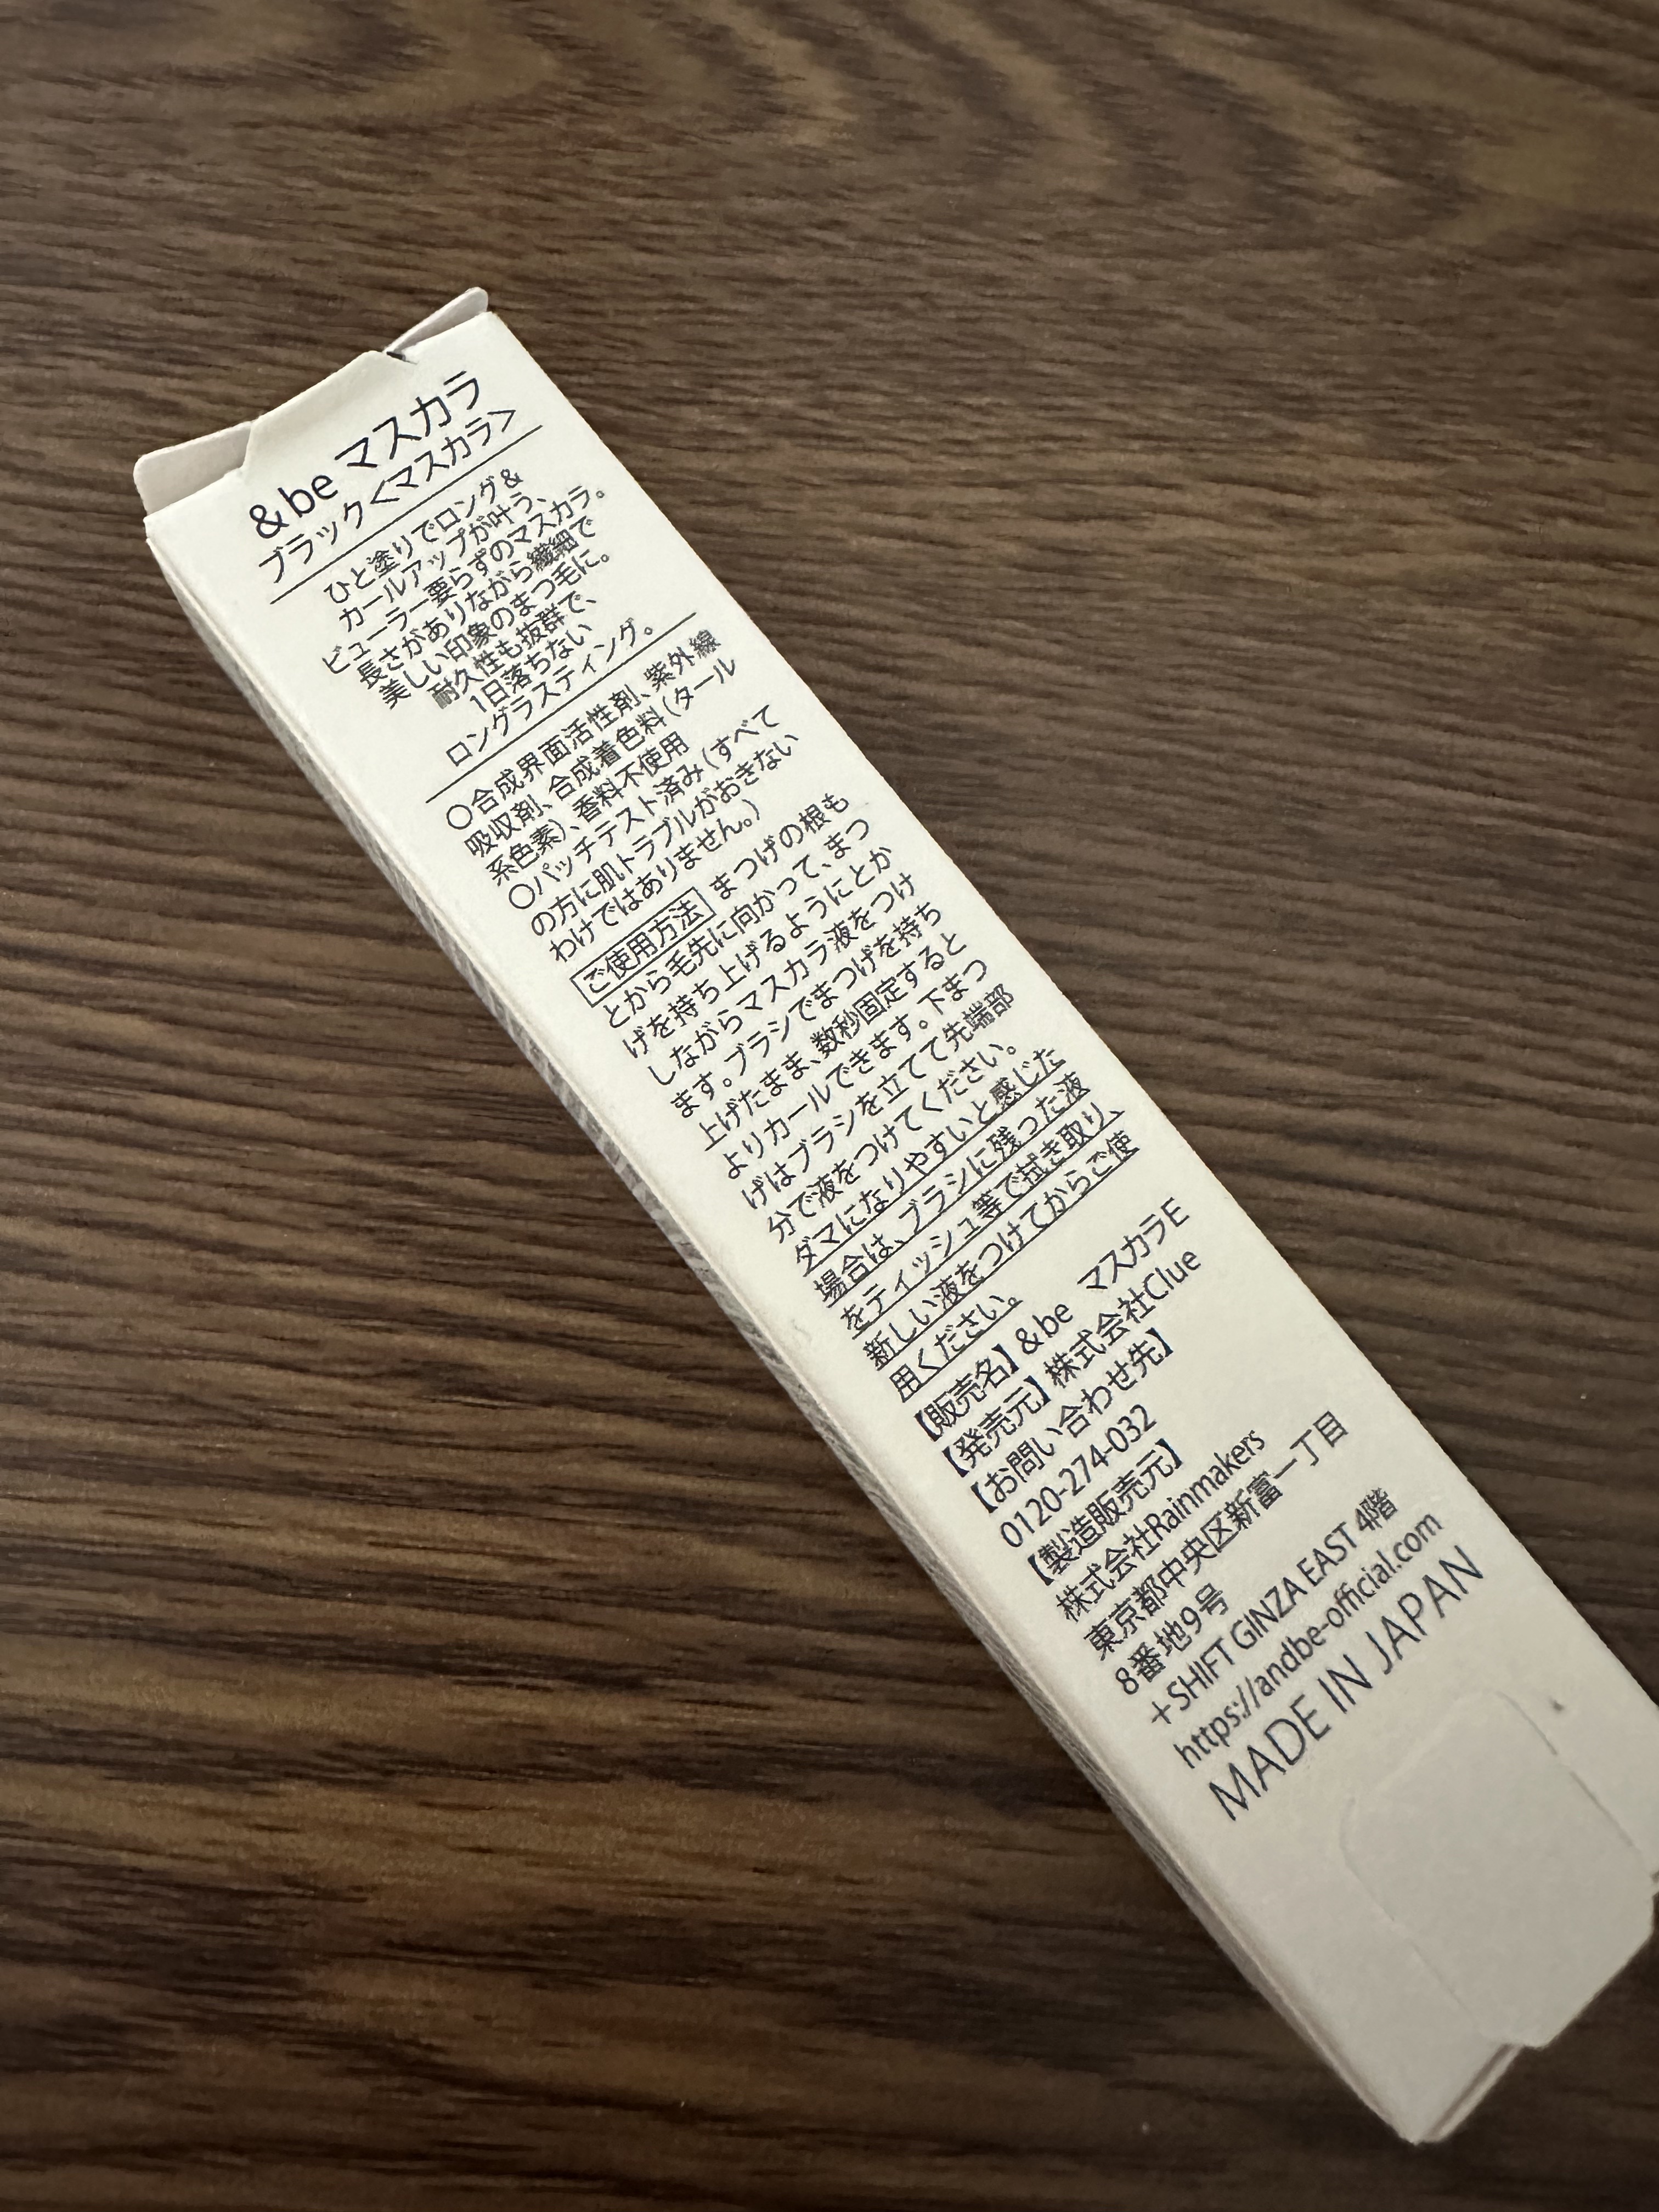 &be マスカラ
ブラック<マスカラ>
ひと塗りでロング&
カールアップが叶う、
ビューラー要らずのマスカラ。
長さがありながら繊細で
美しい印象のまつ毛に。
耐久性も抜群で、
1日落ちない
ロングラスティング。
○合成界面活性剤、紫外線
吸収剤、合成着色料(タール
系色素)、香料不使用
○パッチテスト済み(すべて
の方に肌トラブルがおきない
わけではありません。)
ご使用方法 まつげの根も
とから毛先に向かって、まつ
げを持ち上げるようにとか
しながらマスカラ液をつけ
ます。ブラシでまつげを持ち
上げたまま、数秒固定すると
よりカールできます。下まつ
げはブラシを立てて先端部
分で液をつけてください。
ダマになりやすいと感じた
場合は、ブラシに残った液
をティッシュ等で拭き取り、
新しい液をつけてからご使
用ください。
【販売名】&be マスカラE
【発売元】株式会社Clue
【お問い合わせ先】
0120-274-032
【製造販売元】
株式会社Rainmakers
東京都中央区新富一丁目
8番地9号
+SHIFT GINZA EAST 4階
https://andbe-official.com
MADE IN JAPAN